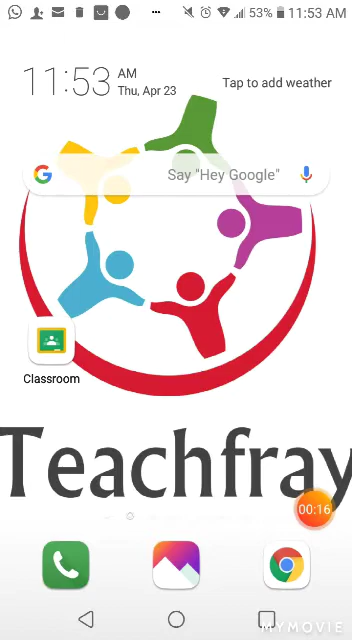 53% 11:53 AM
11:53 AM
Thu, Apr 23
Tap to add weather
G Say "Hey Google"
Classroom
Teachfray
00:16
MYMOVIE